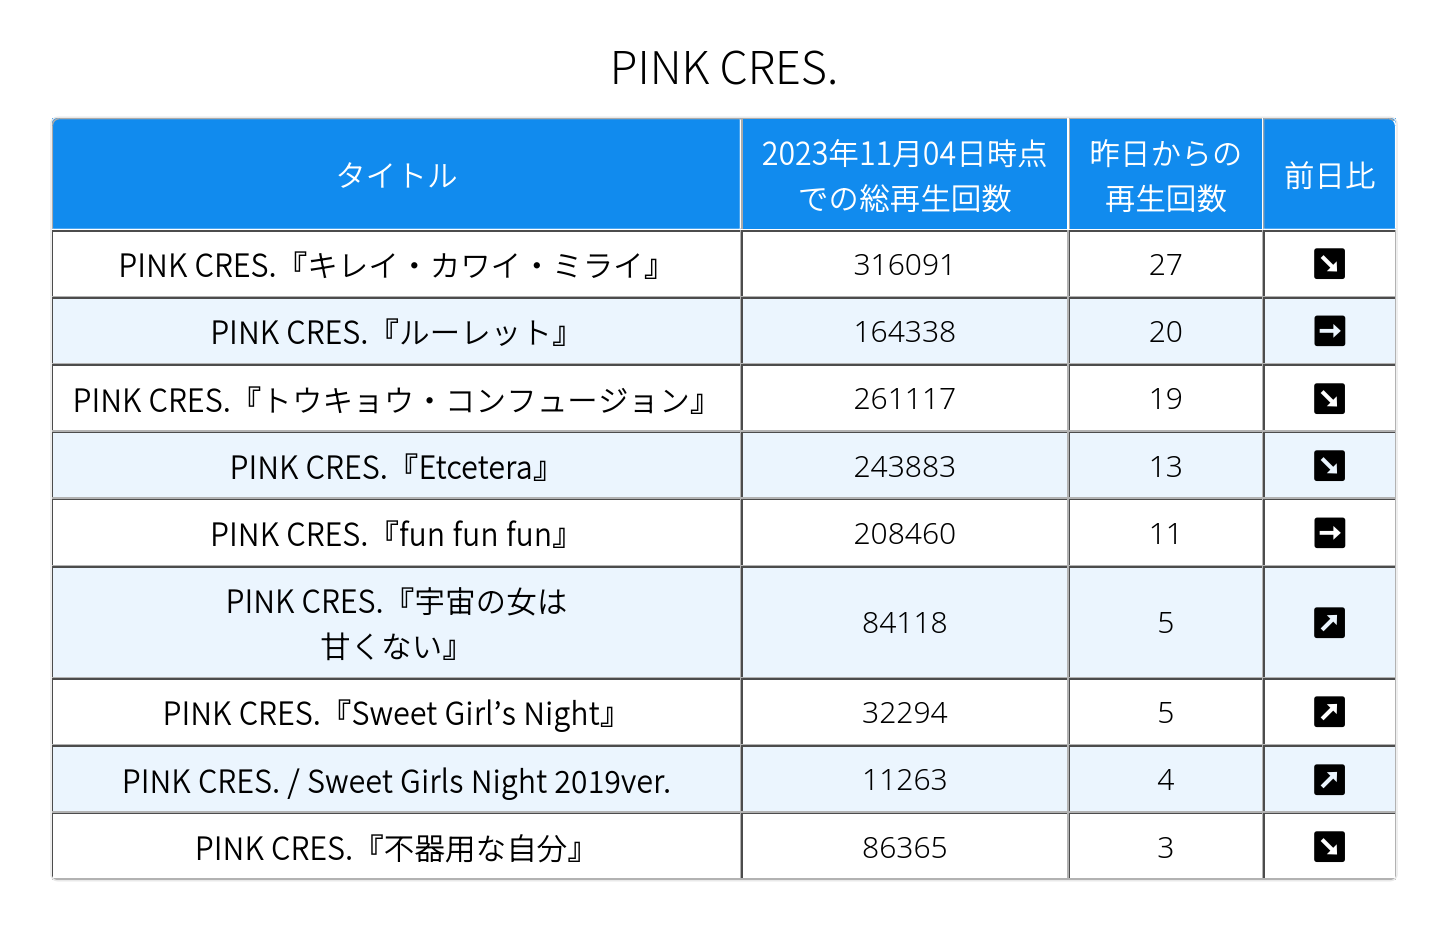 PINK CRES.
タイトル
2023年11月04日時点
での総再生回数
昨日からの
再生回数
前日比
PINK CRES.『キレイ・カワイ・ミライ』 316091 27 ↘
PINK CRES.『ルーレット』 164338 20 →
PINK CRES.『トウキョウ・コンフュージョン』 261117 19 ↘
PINK CRES.『Etcetera』 243883 13 ↘
PINK CRES.『fun fun fun』 208460 11 →
PINK CRES.『宇宙の女は
甘くない』 84118 5 ↗
PINK CRES.『Sweet Girl’s Night』 32294 5 ↗
PINK CRES. / Sweet Girls Night 2019ver. 11263 4 ↗
PINK CRES.『不器用な自分』 86365 3 ↘